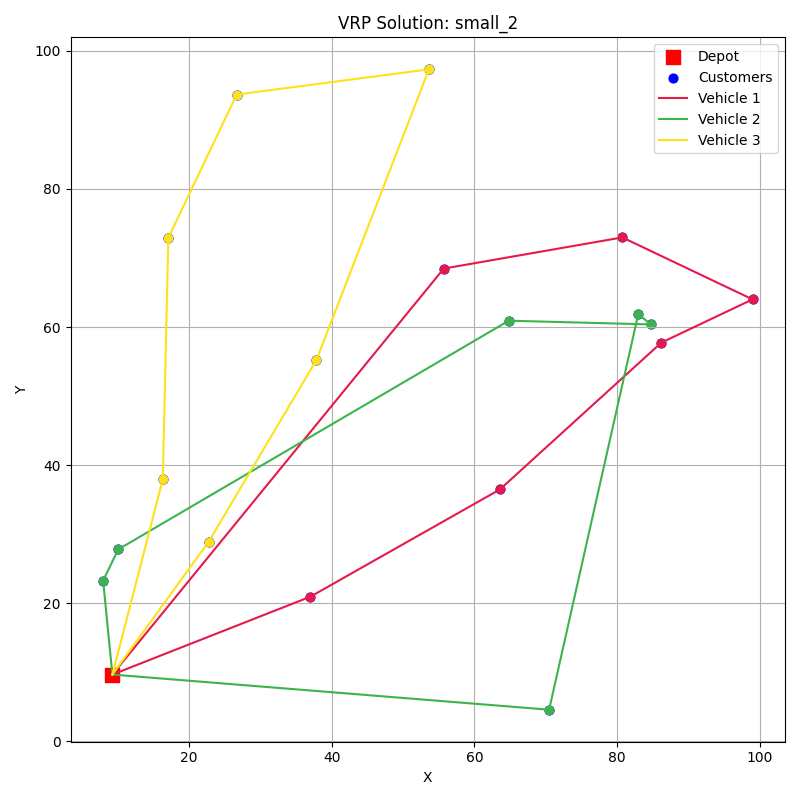 VRP Solution: small_2
Depot
Customers
Vehicle 1
Vehicle 2
Vehicle 3
100
80
60
40
20
0
Y
20 40 60 80 100
X